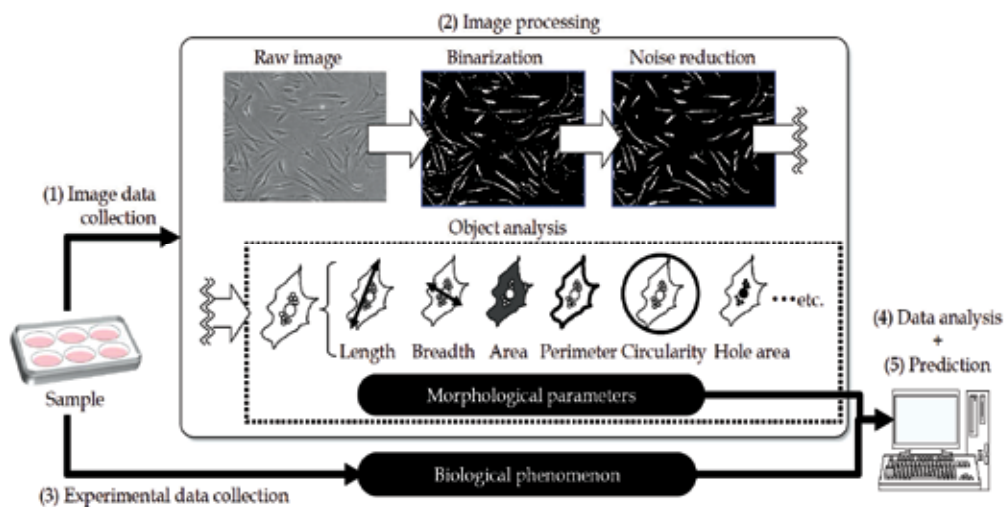 (2) Image processing
Raw image
Binarization
Noise reduction
(1) Image data
collection
Object analysis
•••etc.
Length
Breadth
Area
Perimeter
Circularity
Hole area
Morphological parameters
Sample
(3) Experimental data collection
Biological phenomenon
(4) Data analysis
+
(5) Prediction